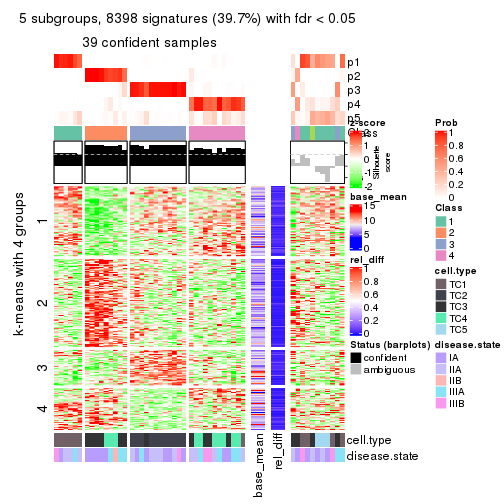 5 subgroups, 8398 signatures (39.7%) with fdr < 0.05
39 confident samples
p1
p2
p3
p4
p5
Class
k-means with 4 groups
1
2
3
4
Silhouette
score
z-score
2
1
0
-1
-2
base_mean
15
10
5
0
rel_diff
1
0.8
0.6
0.4
0.2
0
Status (barplots)
confident
ambiguous
Prob
1
0.8
0.6
0.4
0.2
0
Class
1
2
3
4
cell.type
TC1
TC2
TC3
TC4
TC5
disease.state
IA
IIA
IIB
IIIA
IIIB
cell.type
disease.state
base_mean
rel_diff